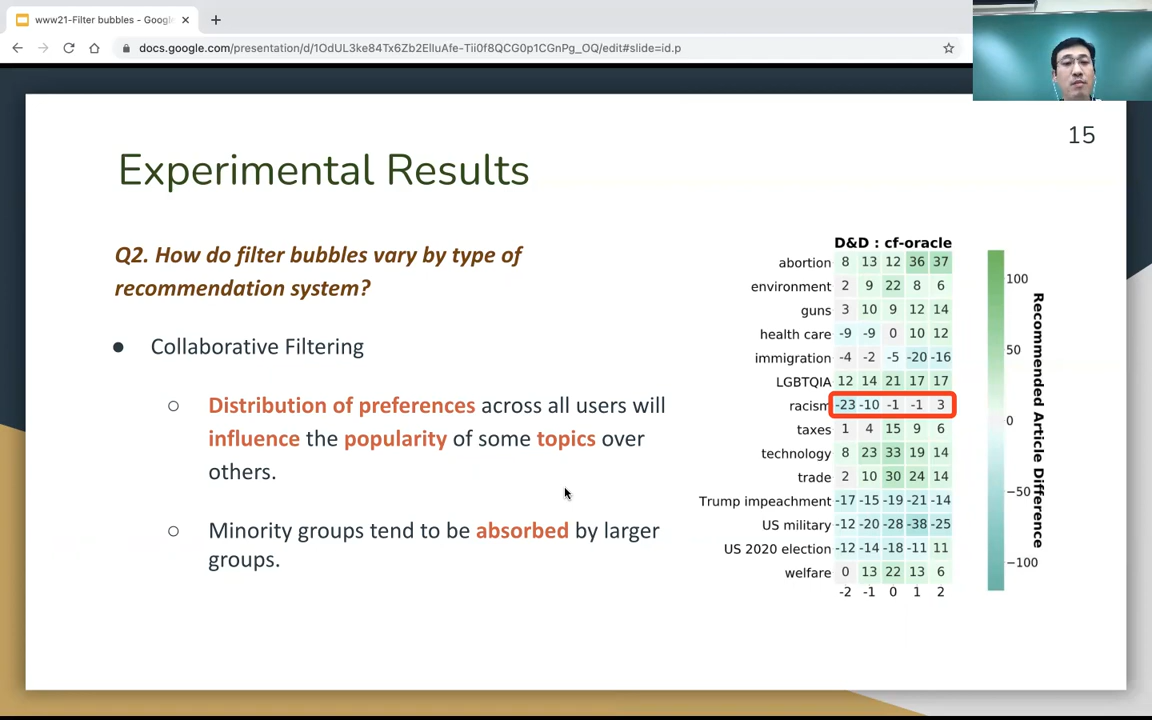 www21-Filter bubbles - Goog
docs.google.com/presentation/d/1OdUL3ke84Tx6Zb2ElluAfe-Tii0f8QCG0p1CGnPg_OQ/edit#slide=id.p
15
Experimental Results
Q2. How do filter bubbles vary by type of
recommendation system?
● Collaborative Filtering
○ Distribution of preferences across all users will
influence the popularity of some topics over
others.
○ Minority groups tend to be absorbed by larger
groups.
D&D : cf-oracle
abortion 8 13 12 36 37
environment 2 9 22 8 6
guns 3 10 9 12 14
health care -9 -9 0 10 12
immigration -4 -2 -5 -20 -16
LGBTQIA 12 14 21 17 17
racism -23 -10 -1 -1 3
taxes 1 4 15 9 6
technology 8 23 33 19 14
trade 2 10 30 24 14
Trump impeachment -17 -15 -19 -21 -14
US military -12 -20 -28 -38 -25
US 2020 election -12 -14 -18 -11 11
welfare 0 13 22 13 6
-2 -1 0 1 2
100
50
0
−50
−100
Recommended Article Difference